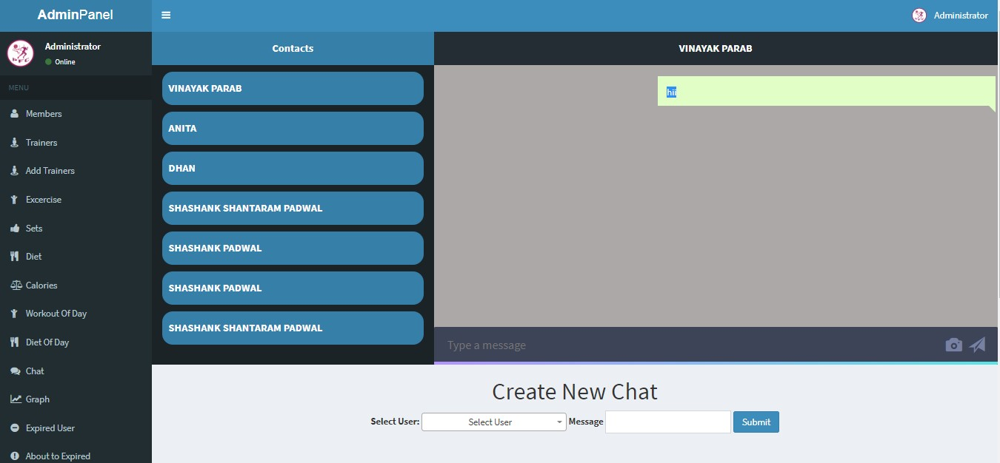 AdminPanel
Administrator
Administrator
Online
MENU
Members
Trainers
Add Trainers
Excercise
Sets
Diet
Calories
Workout Of Day
Diet Of Day
Chat
Graph
Expired User
About to Expired
Contacts
VINAYAK PARAB
ANITA
DHAN
SHASHANK SHANTARAM PADWAL
SHASHANK PADWAL
SHASHANK PADWAL
SHASHANK SHANTARAM PADWAL
VINAYAK PARAB
hii
Type a message
Create New Chat
Select User: Select User Message Submit